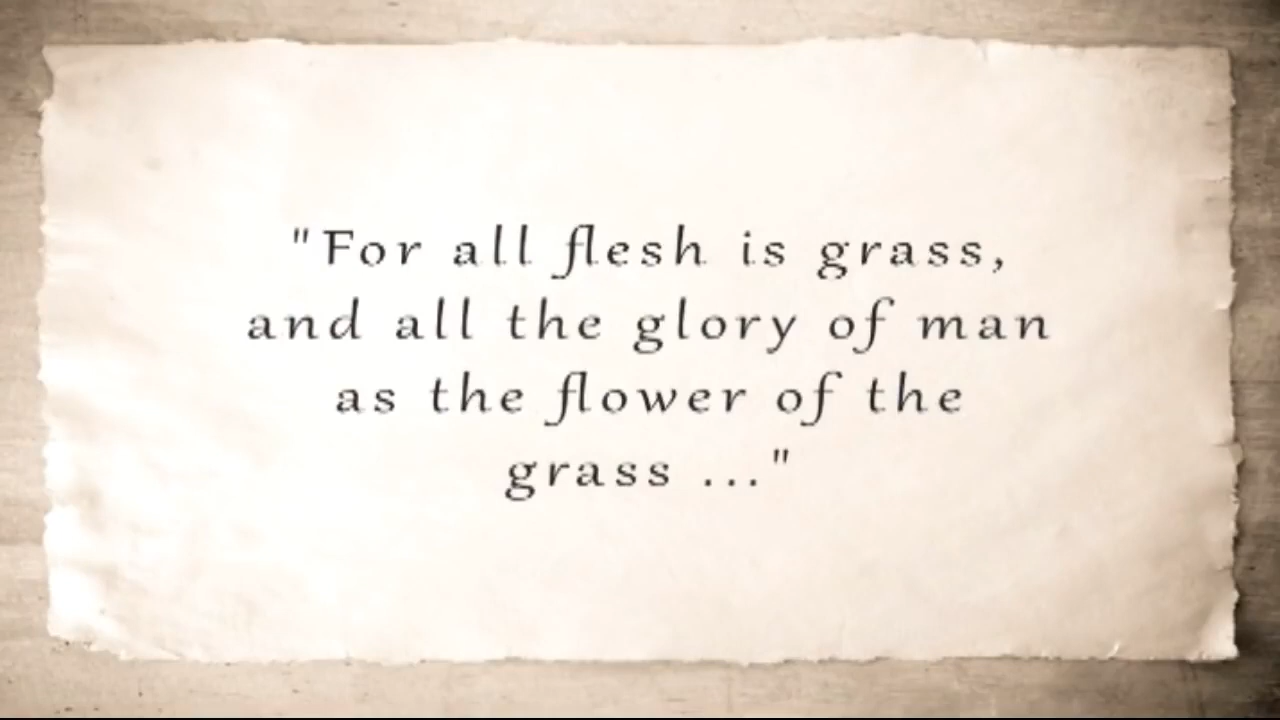 "For all flesh is grass,
and all the glory of man
as the flower of the
grass ..."